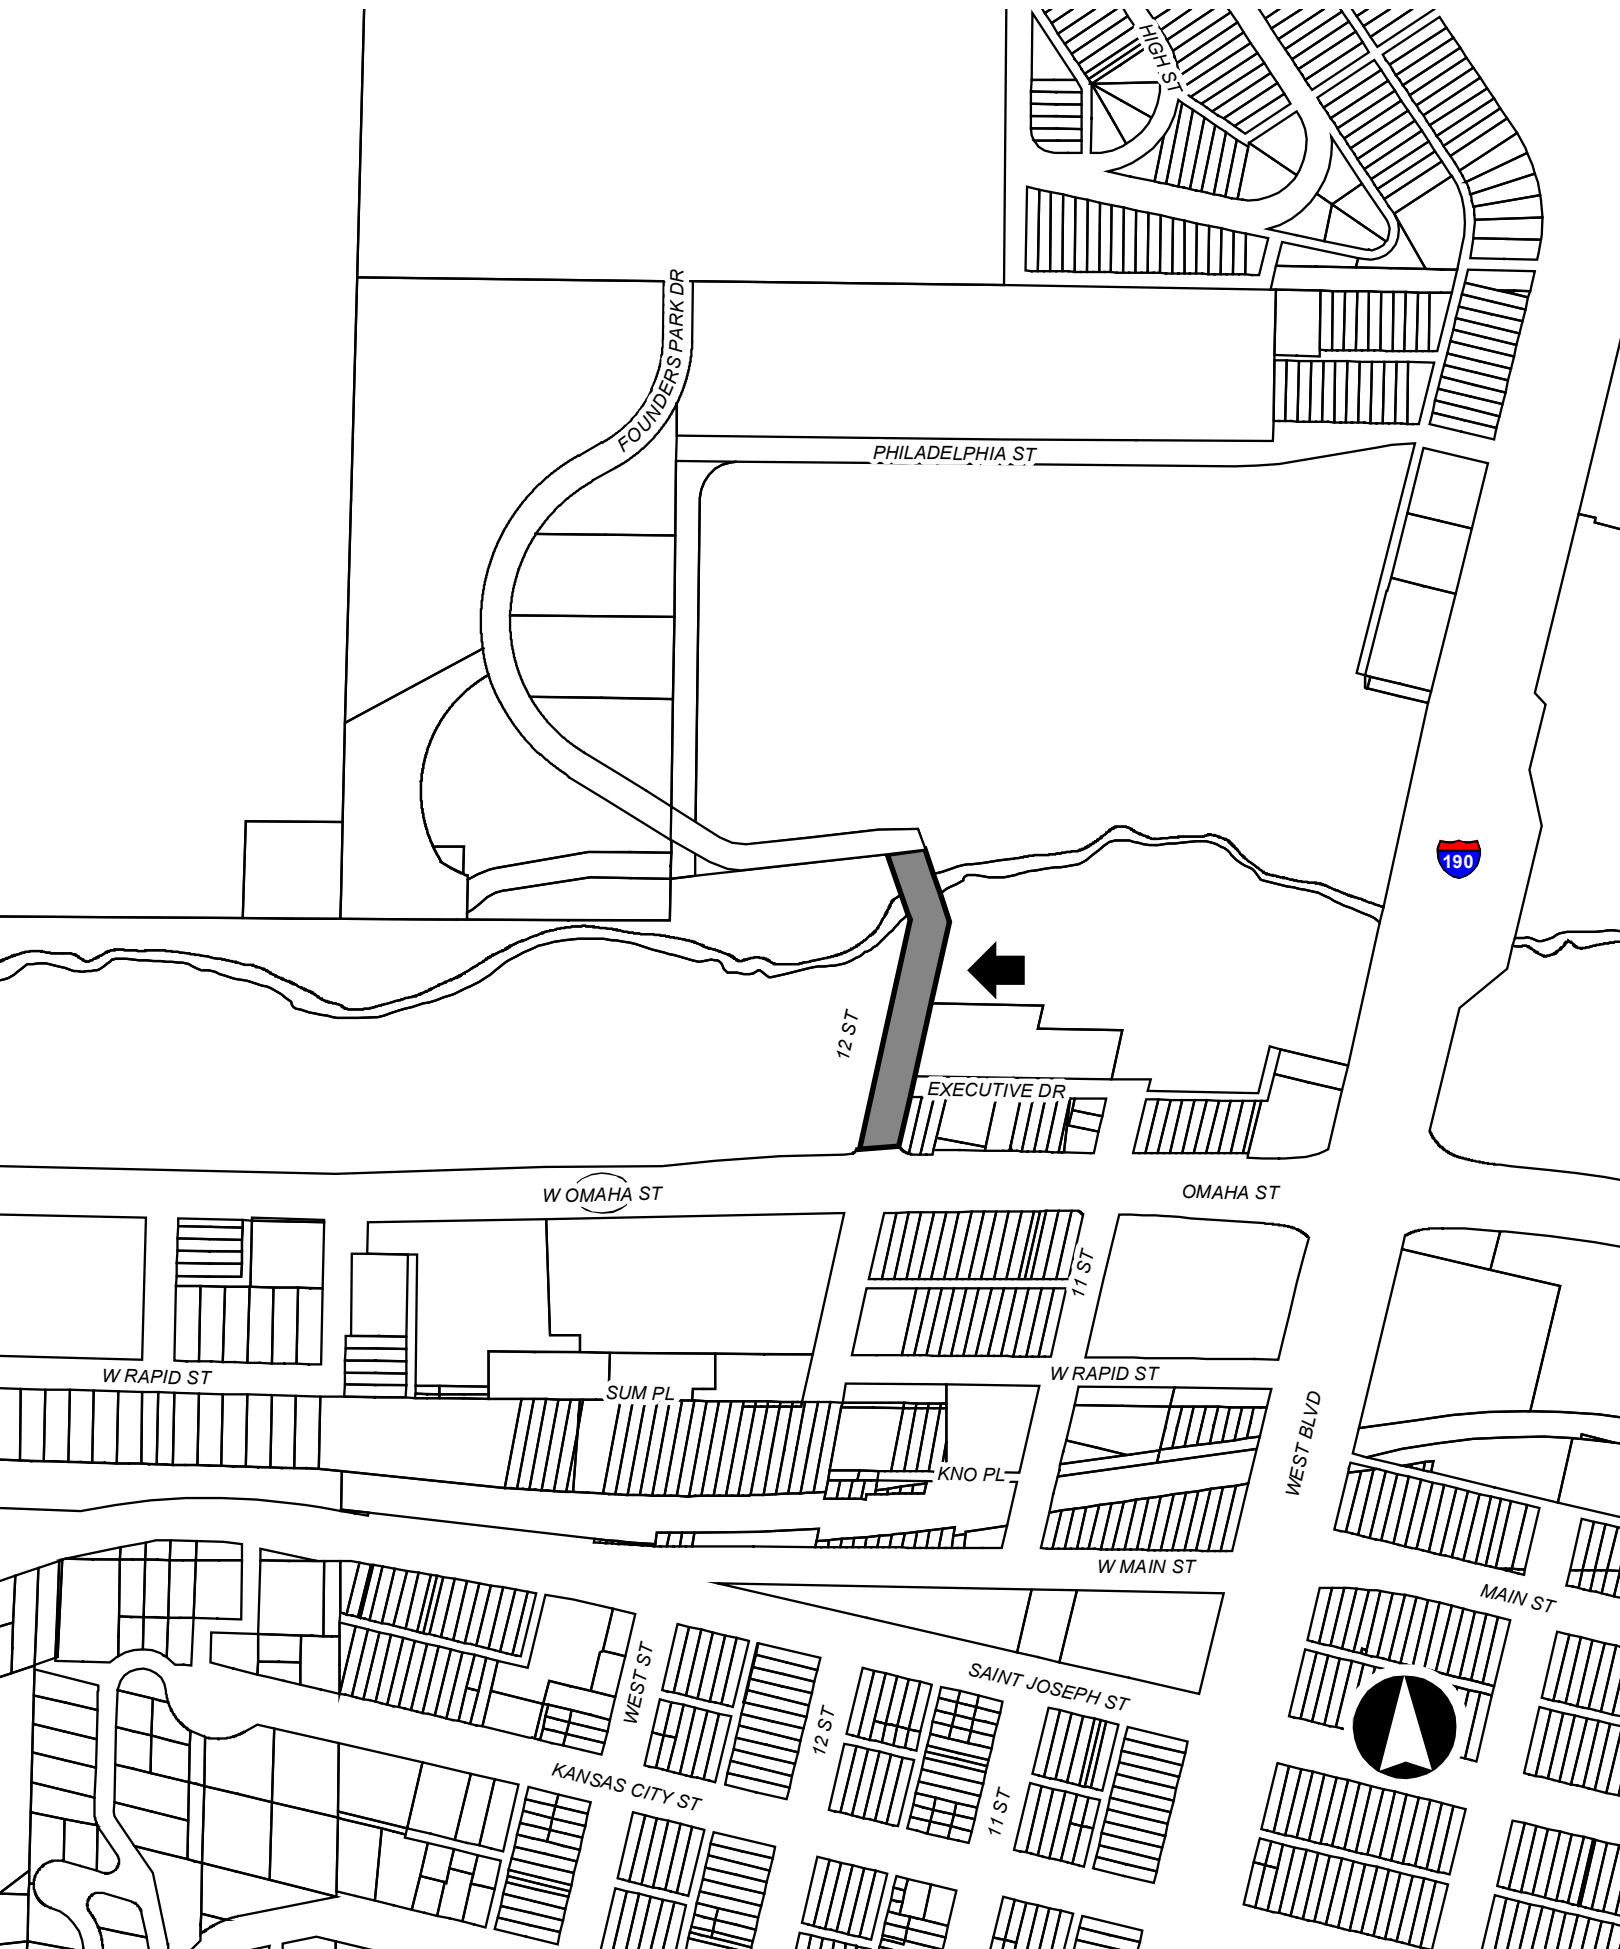 HIGH ST
FOUNDERS PARK DR
PHILADELPHIA ST
190
12 ST
EXECUTIVE DR
W OMAHA ST
OMAHA ST
11 ST
W RAPID ST
W RAPID ST
SUM PL
WEST BLVD
KNO PL
W MAIN ST
MAIN ST
WEST ST
SAINT JOSEPH ST
12 ST
KANSAS CITY ST
11 ST